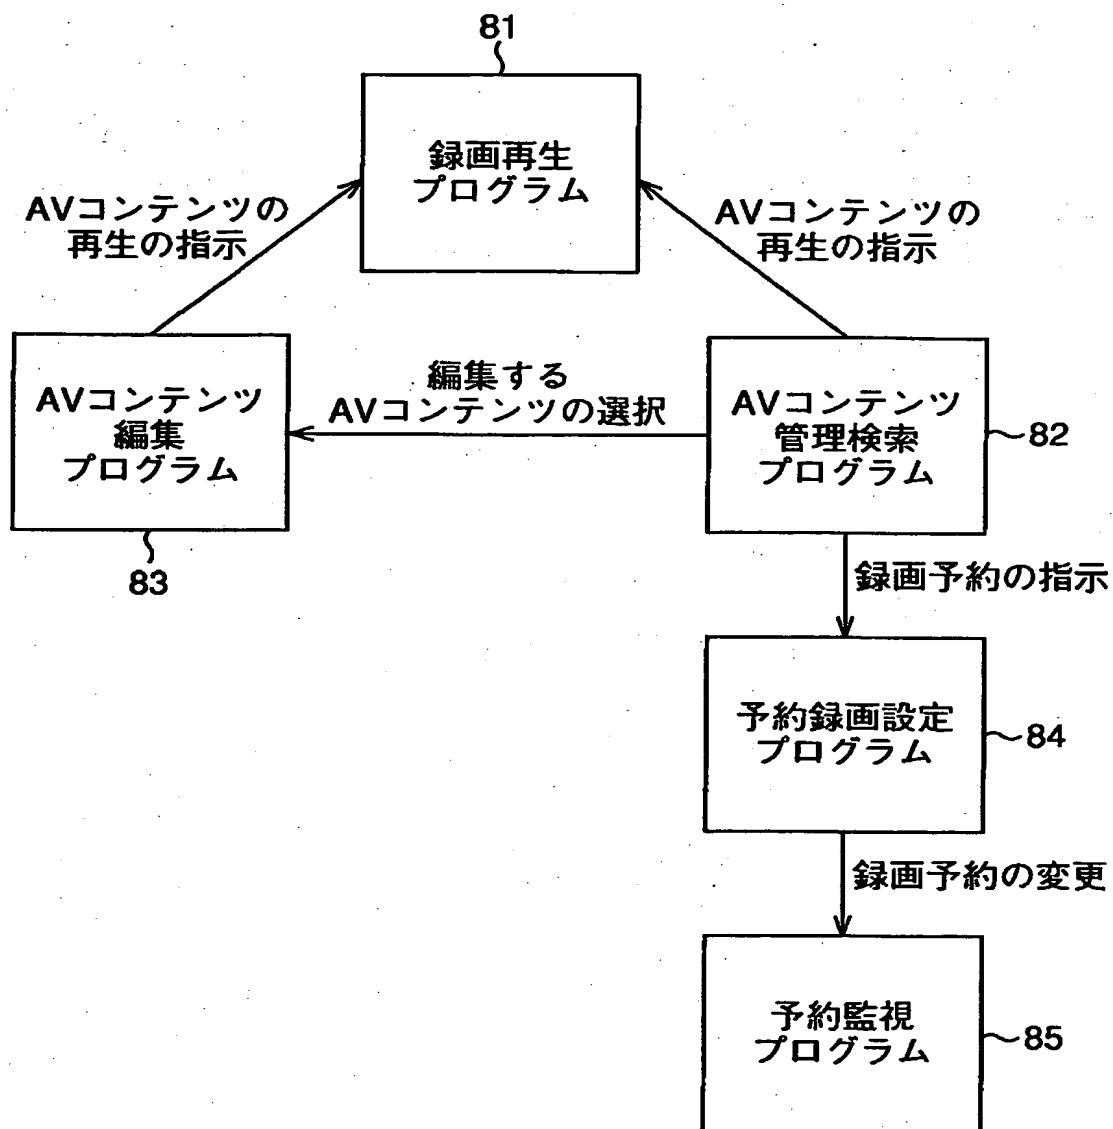 81
録画再生
プログラム
AVコンテンツの
再生の指示
AVコンテンツの
再生の指示
AVコンテンツ
編集
プログラム
83
編集する
AVコンテンツの選択
AVコンテンツ
管理検索
プログラム
82
録画予約の指示
予約録画設定
プログラム
84
録画予約の変更
予約監視
プログラム
85